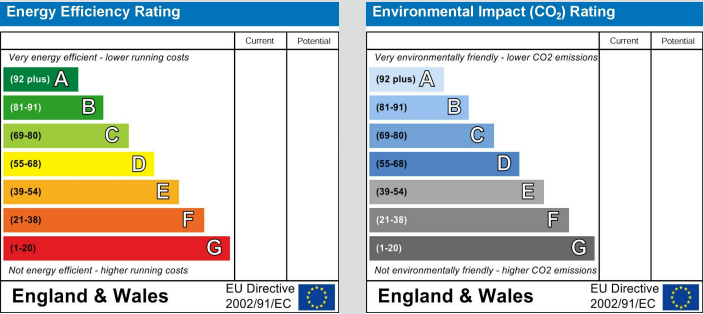 Energy Efficiency Rating
Current Potential
Very energy efficient - lower running costs
(92 plus) A
(81-91) B
(69-80) C
(55-68) D
(39-54) E
(21-38) F
(1-20) G
Not energy efficient - higher running costs
England & Wales
EU Directive
2002/91/EC
Environmental Impact (CO₂) Rating
Current Potential
Very environmentally friendly - lower CO2 emissions
(92 plus) A
(81-91) B
(69-80) C
(55-68) D
(39-54) E
(21-38) F
(1-20) G
Not environmentally friendly - higher CO2 emissions
England & Wales
EU Directive
2002/91/EC